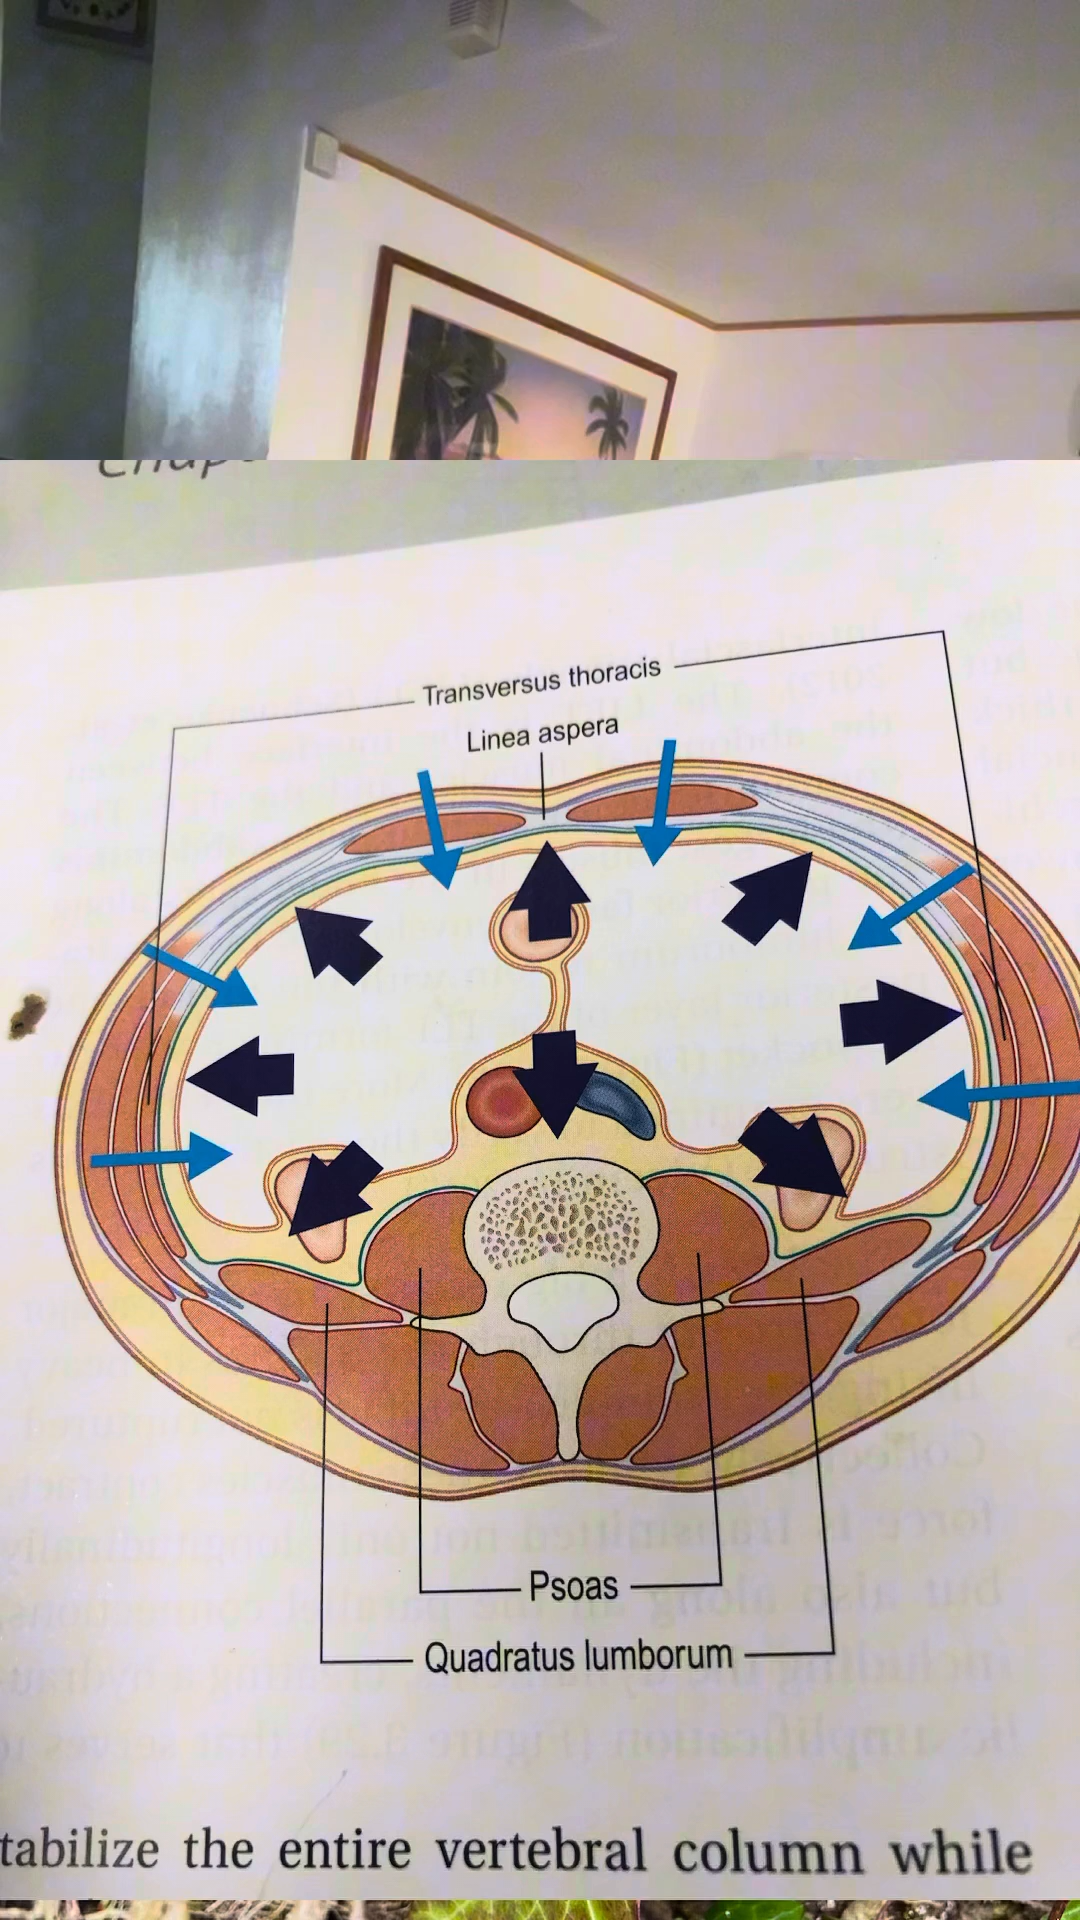 Transversus thoracis
Linea aspera
Psoas
Quadratus lumborum
tabilize the entire vertebral column while